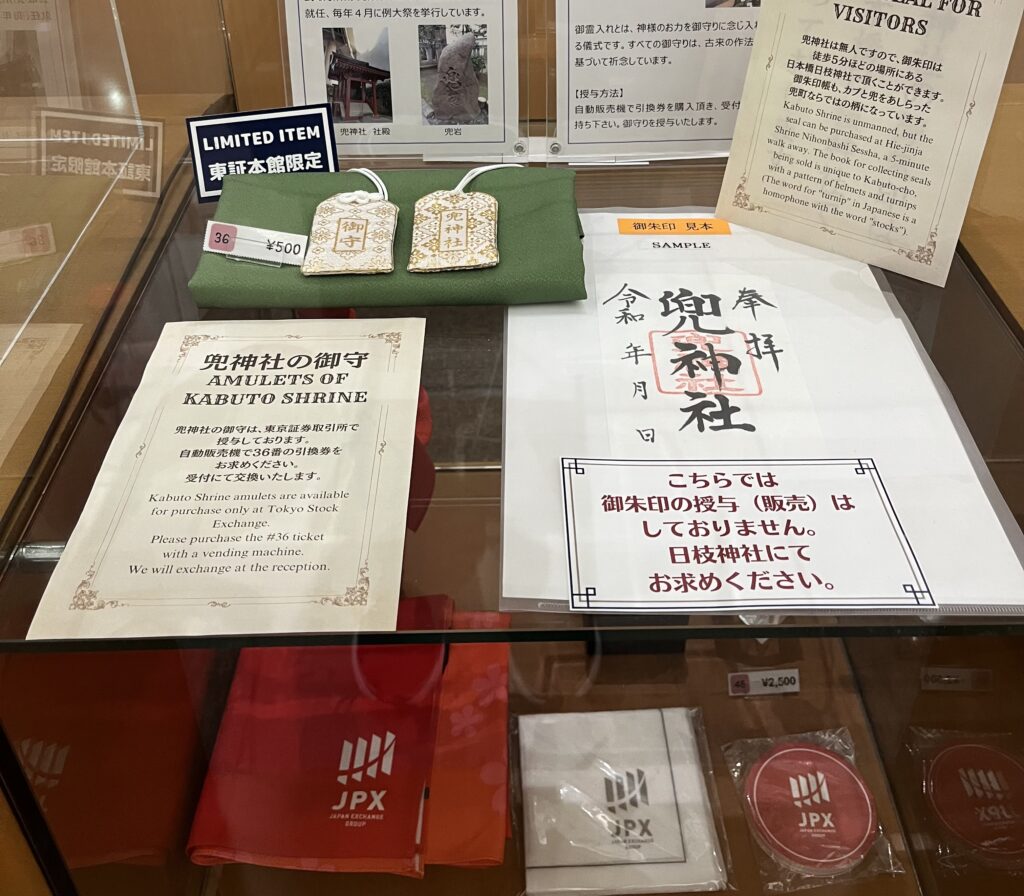 就任、毎年4月に例大祭を挙行しています。
兜神社 社殿
兜岩
御霊入れとは、神様のお力を御守りに念じ入れ
る儀式です。すべての御守りは、古来の作法
基づいて祈念しています。
【授与方法】
自動販売機で引換券を購入頂き、受付
持ち下さい。御守りを授与いたします。
FOR
VISITORS
兜神社は無人ですので、御朱印は
徒歩5分ほどの場所にある
日本橋日枝神社で頂くことができます。
御朱印帳も、カブと兜をあしらった
兜町ならではの柄になっています。
Kabuto Shrine is unmanned, but the
seal can be purchased at Hie-jinja
Shrine Nihonbashi Sessha, a 5-minute
walk away. The book for collecting seals
being sold is unique to Kabuto-cho,
with a pattern of helmets and turnips
(The word for "turnip" in Japanese is a
homophone with the word "stocks").
LIMITED ITEM
東証本館限定
36 ¥500
御守
兜神社
御朱印 見本
SAMPLE
奉拝
兜神社
令和 年 月 日
兜神社の御守
AMULETS OF
KABUTO SHRINE
兜神社の御守は、東京証券取引所で
授与しております。
自動販売機で36番の引換券を
お求めください。
受付にて交換いたします。
Kabuto Shrine amulets are available
for purchase only at Tokyo Stock
Exchange.
Please purchase the #36 ticket
with a vending machine.
We will exchange at the reception.
こちらでは
御朱印の授与（販売）は
しておりません。
日枝神社にて
お求めください。
JPX
JAPAN EXCHANGE
GROUP
JPX
JAPAN EXCHANGE
GROUP
45 ¥2,500
JPX
JAPAN EXCHANGE
GROUP
JPX
JAPAN EXCHANGE
GROUP